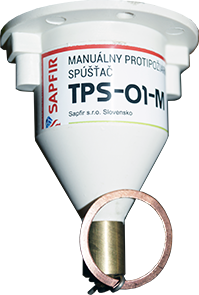 SAPFIR
MANUÁLNY
SPÚŠŤAČ
TPS-01-M
Sapfir s.r.o. Slovensko